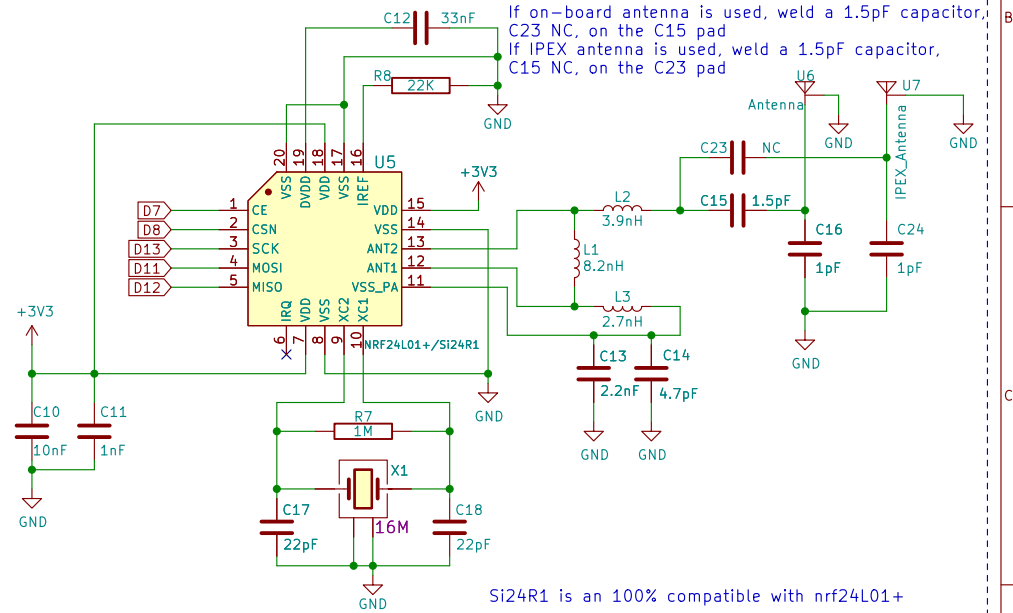 If on-board antenna is used, weld a 1.5pF capacitor,
C23 NC, on the C15 pad
If IPEX antenna is used, weld a 1.5pF capacitor,
C15 NC, on the C23 pad
B
C12 33nF
R8
22K
GND
U6
Antenna
GND
U7
IPEX_Antenna
GND
C23 NC
C15 1.5pF
20 19 18 17 16
VSS DVDD VDD VSS IREF
U5
+3V3
D7 1 CE
D8 2 CSN
D13 3 SCK
D11 4 MOSI
D12 5 MISO
VDD 15
VSS 14
ANT2 13
ANT1 12
VSS_PA 11
IRQ VDD VSS XC2 XC1
6 7 8 9 10
NRF24L01+/Si24R1
L2
3.9nH
L1
8.2nH
L3
2.7nH
C16
1pF
C24
1pF
GND
+3V3
C13
2.2nF
C14
4.7pF
GND
GND
GND
C
C10
10nF
C11
1nF
GND
R7
1M
X1
16M
C17
22pF
C18
22pF
GND
Si24R1 is an 100% compatible with nrf24L01+